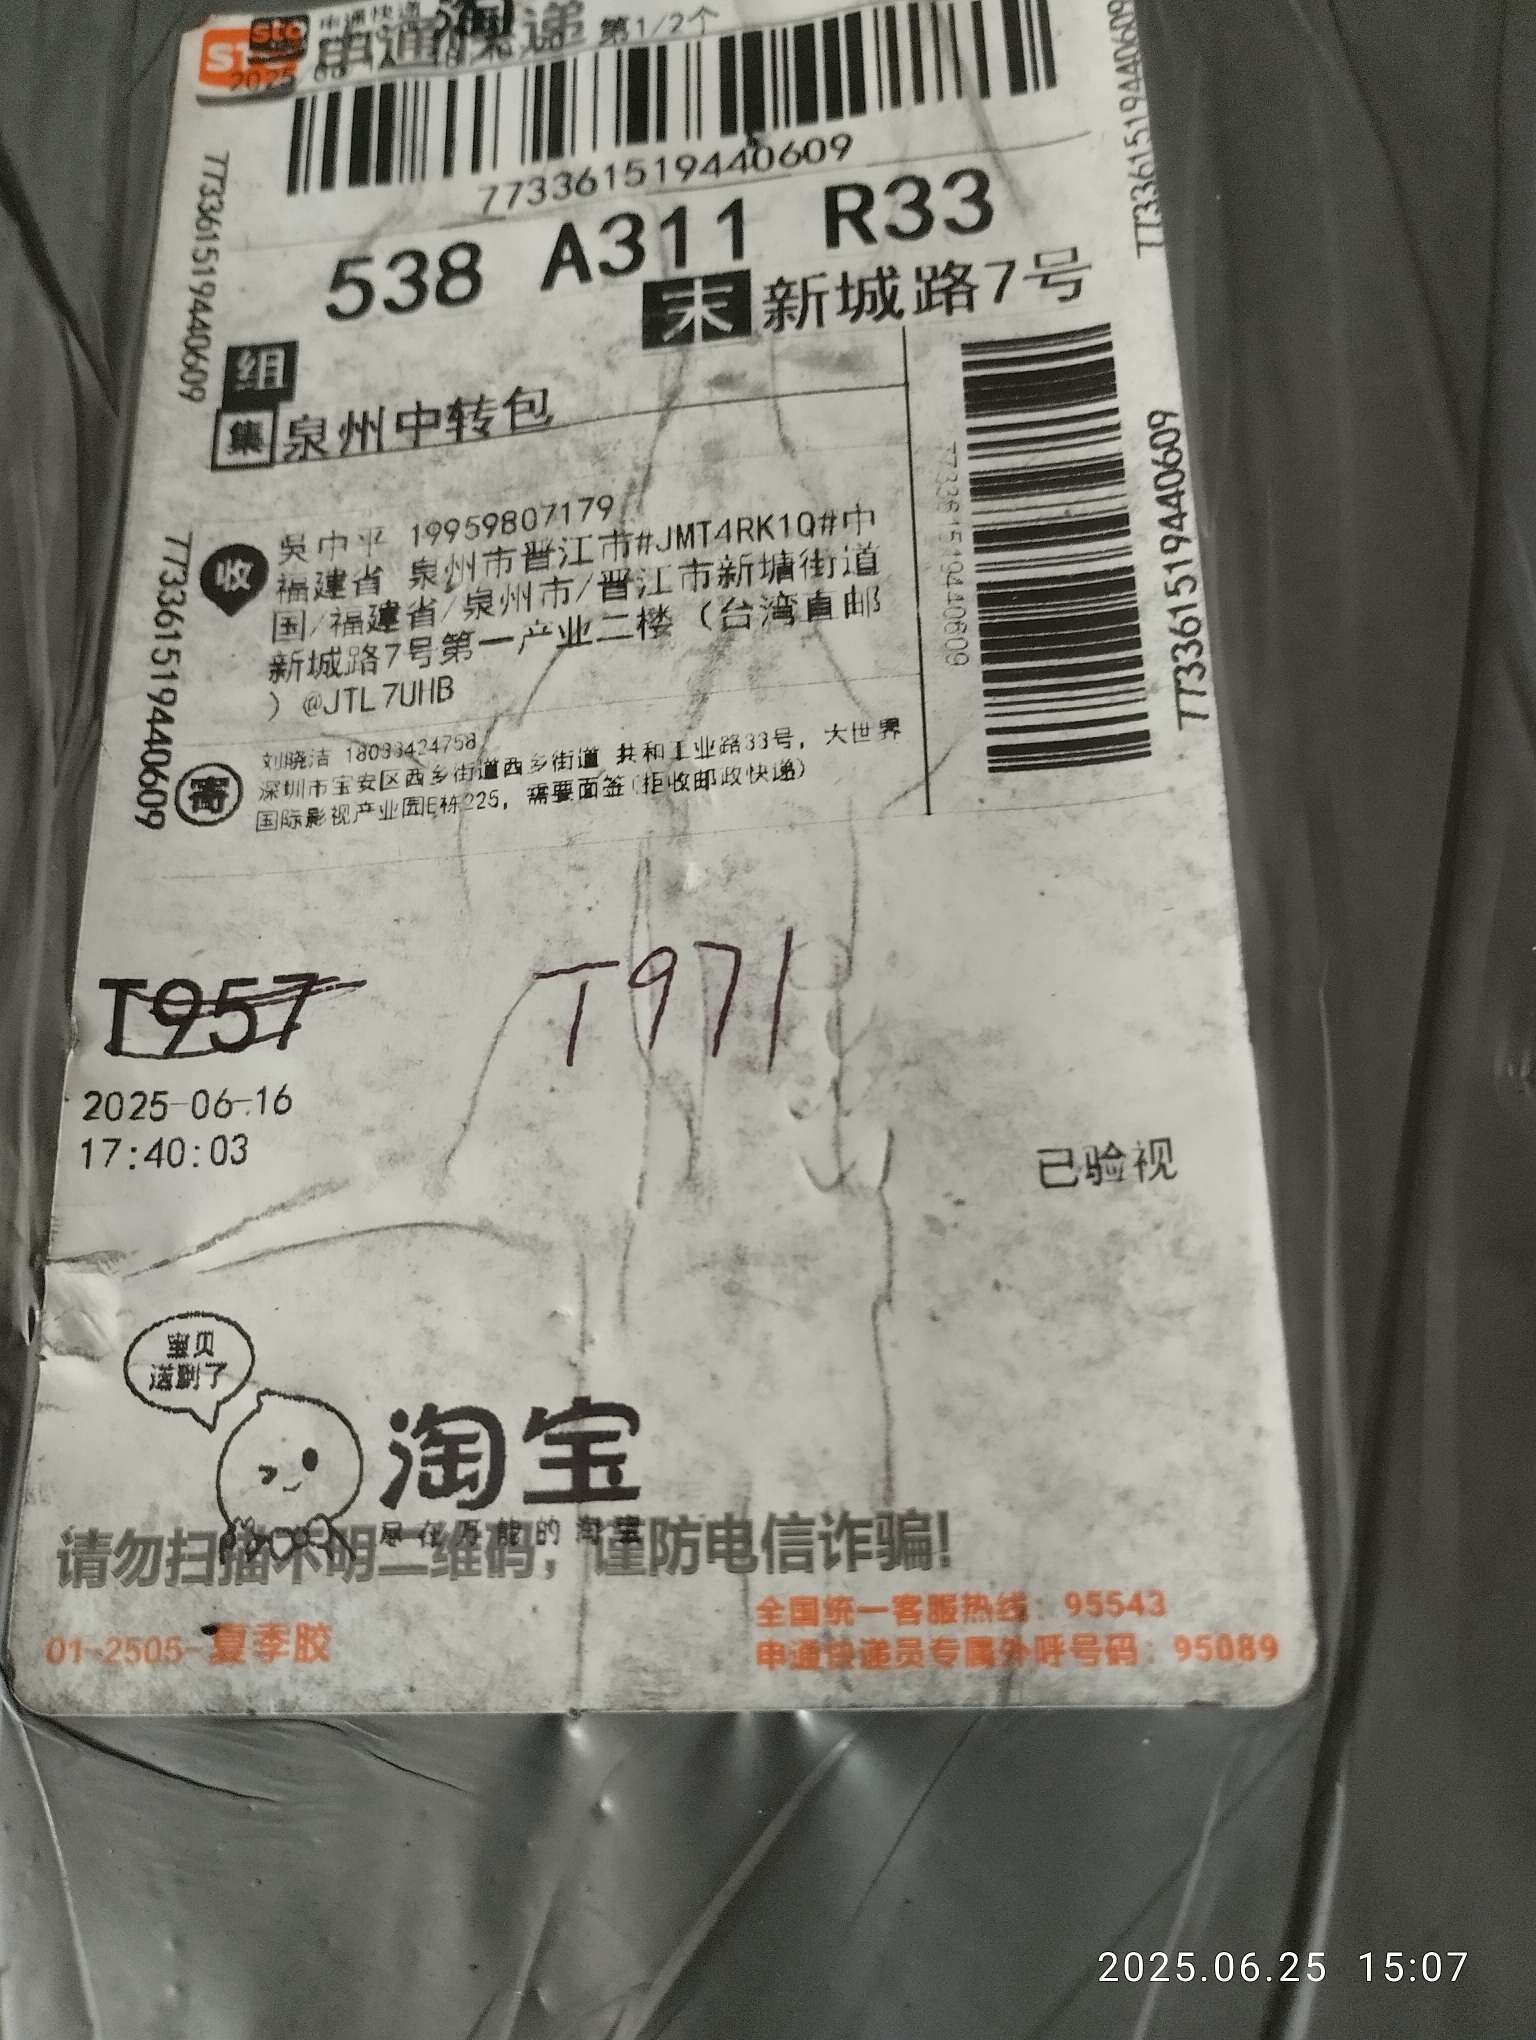 sto
申通快递 第1/2个
773361519440609
538 A311 R33
末 新城路7号
组
集 泉州中转包
收
吴中平 19959807179
福建省 泉州市晋江市#JMT4RK1Q#中
国/福建省/泉州市/晋江市新塘街道
新城路7号第一产业二楼（台湾直邮
）@JTL7UHB
寄
刘晓洁 18033424758
深圳市宝安区西乡街道西乡街道 共和工业路33号，大世界
国际影视产业园E栋225，需要面签(拒收邮政快递)
773361519440609
773361519440609
773361519440609
773361519440609
773361519440609
T957 T971
2025-06-16
17:40:03
已验视
宝贝
送到了
淘宝
尽在万能的淘宝
请勿扫描不明二维码，谨防电信诈骗!
全国统一客服热线：95543
01-2505-夏季胶
申通快递员专属外呼号码：95089
2025.06.25 15:07